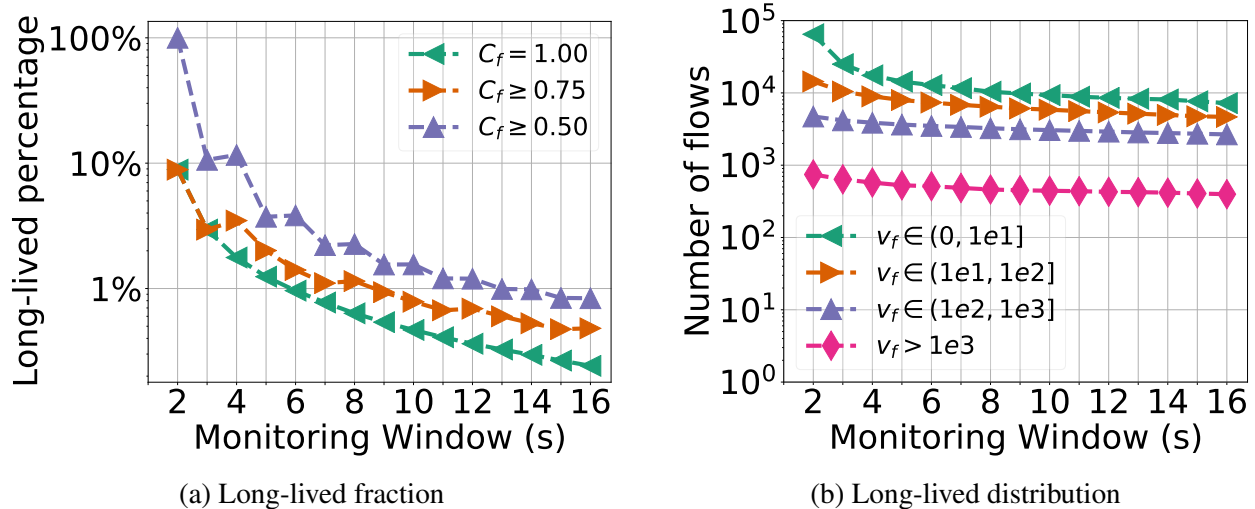 Long-lived percentage
100%
10%
1%
C_f = 1.00
C_f ≥ 0.75
C_f ≥ 0.50
2 4 6 8 10 12 14 16
Monitoring Window (s)
(a) Long-lived fraction
Number of flows
10^5
10^4
10^3
10^2
10^1
10^0
v_f ∈ (0, 1e1]
v_f ∈ (1e1, 1e2]
v_f ∈ (1e2, 1e3]
v_f > 1e3
2 4 6 8 10 12 14 16
Monitoring Window (s)
(b) Long-lived distribution